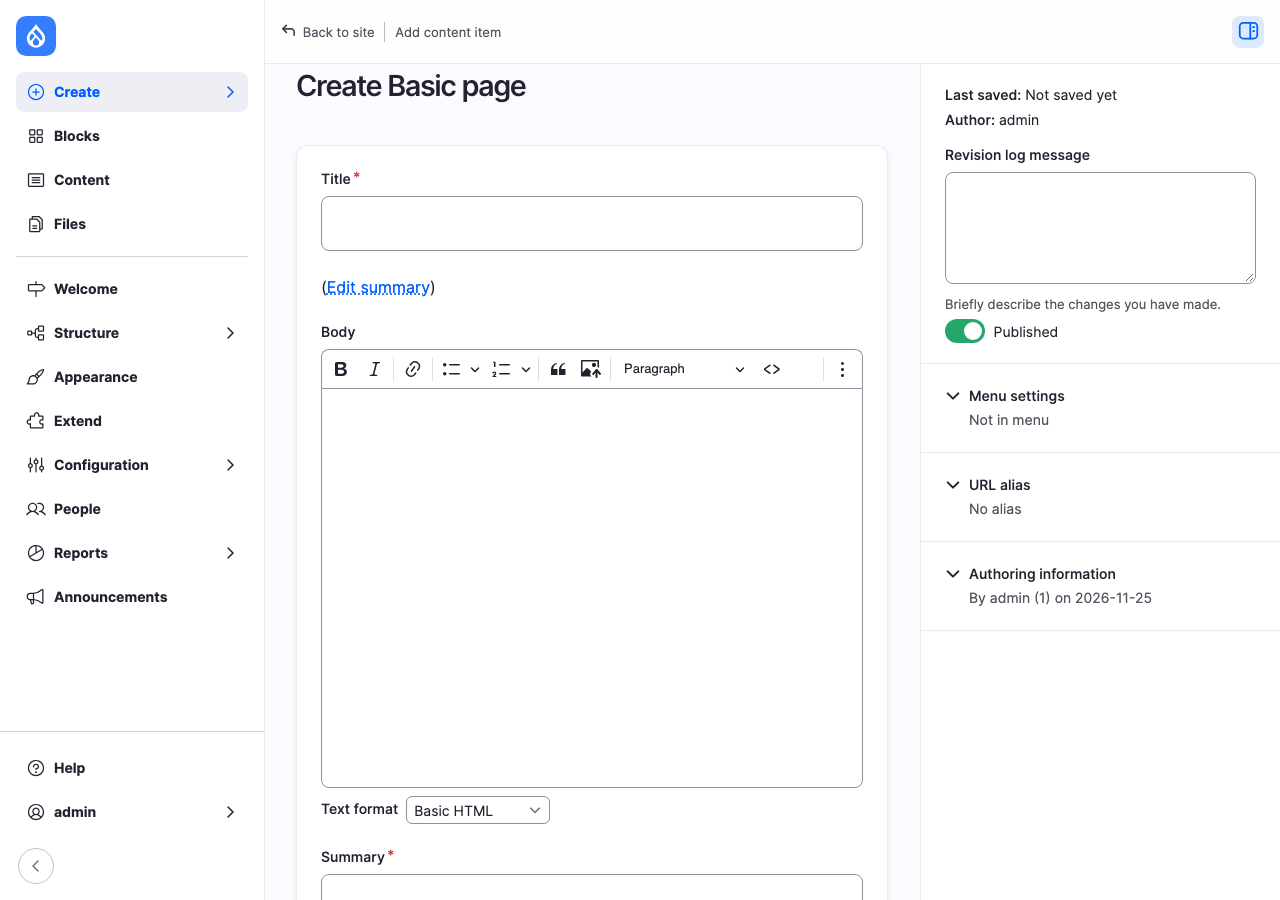 Back to site
Add content item
Create
Blocks
Content
Files
Welcome
Structure
Appearance
Extend
Configuration
People
Reports
Announcements
Help
admin
Create Basic page
Title*
(Edit summary)
Body
Paragraph
Text format
Basic HTML
Summary*
Last saved: Not saved yet
Author: admin
Revision log message
Briefly describe the changes you have made.
Published
Menu settings
Not in menu
URL alias
No alias
Authoring information
By admin (1) on 2026-11-25